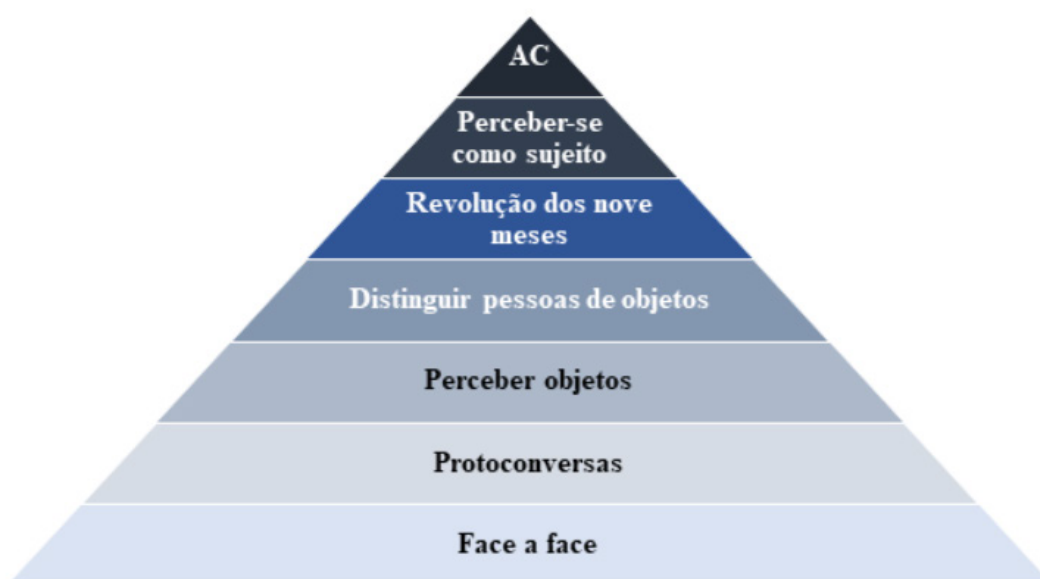 AC
Perceber-se
como sujeito
Revolução dos nove
meses
Distinguir pessoas de objetos
Perceber objetos
Protoconversas
Face a face